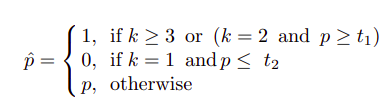 1, if k ≥ 3 or (k = 2 and p ≥ t₁)
p̂ = { 0, if k = 1 and p ≤ t₂
p, otherwise